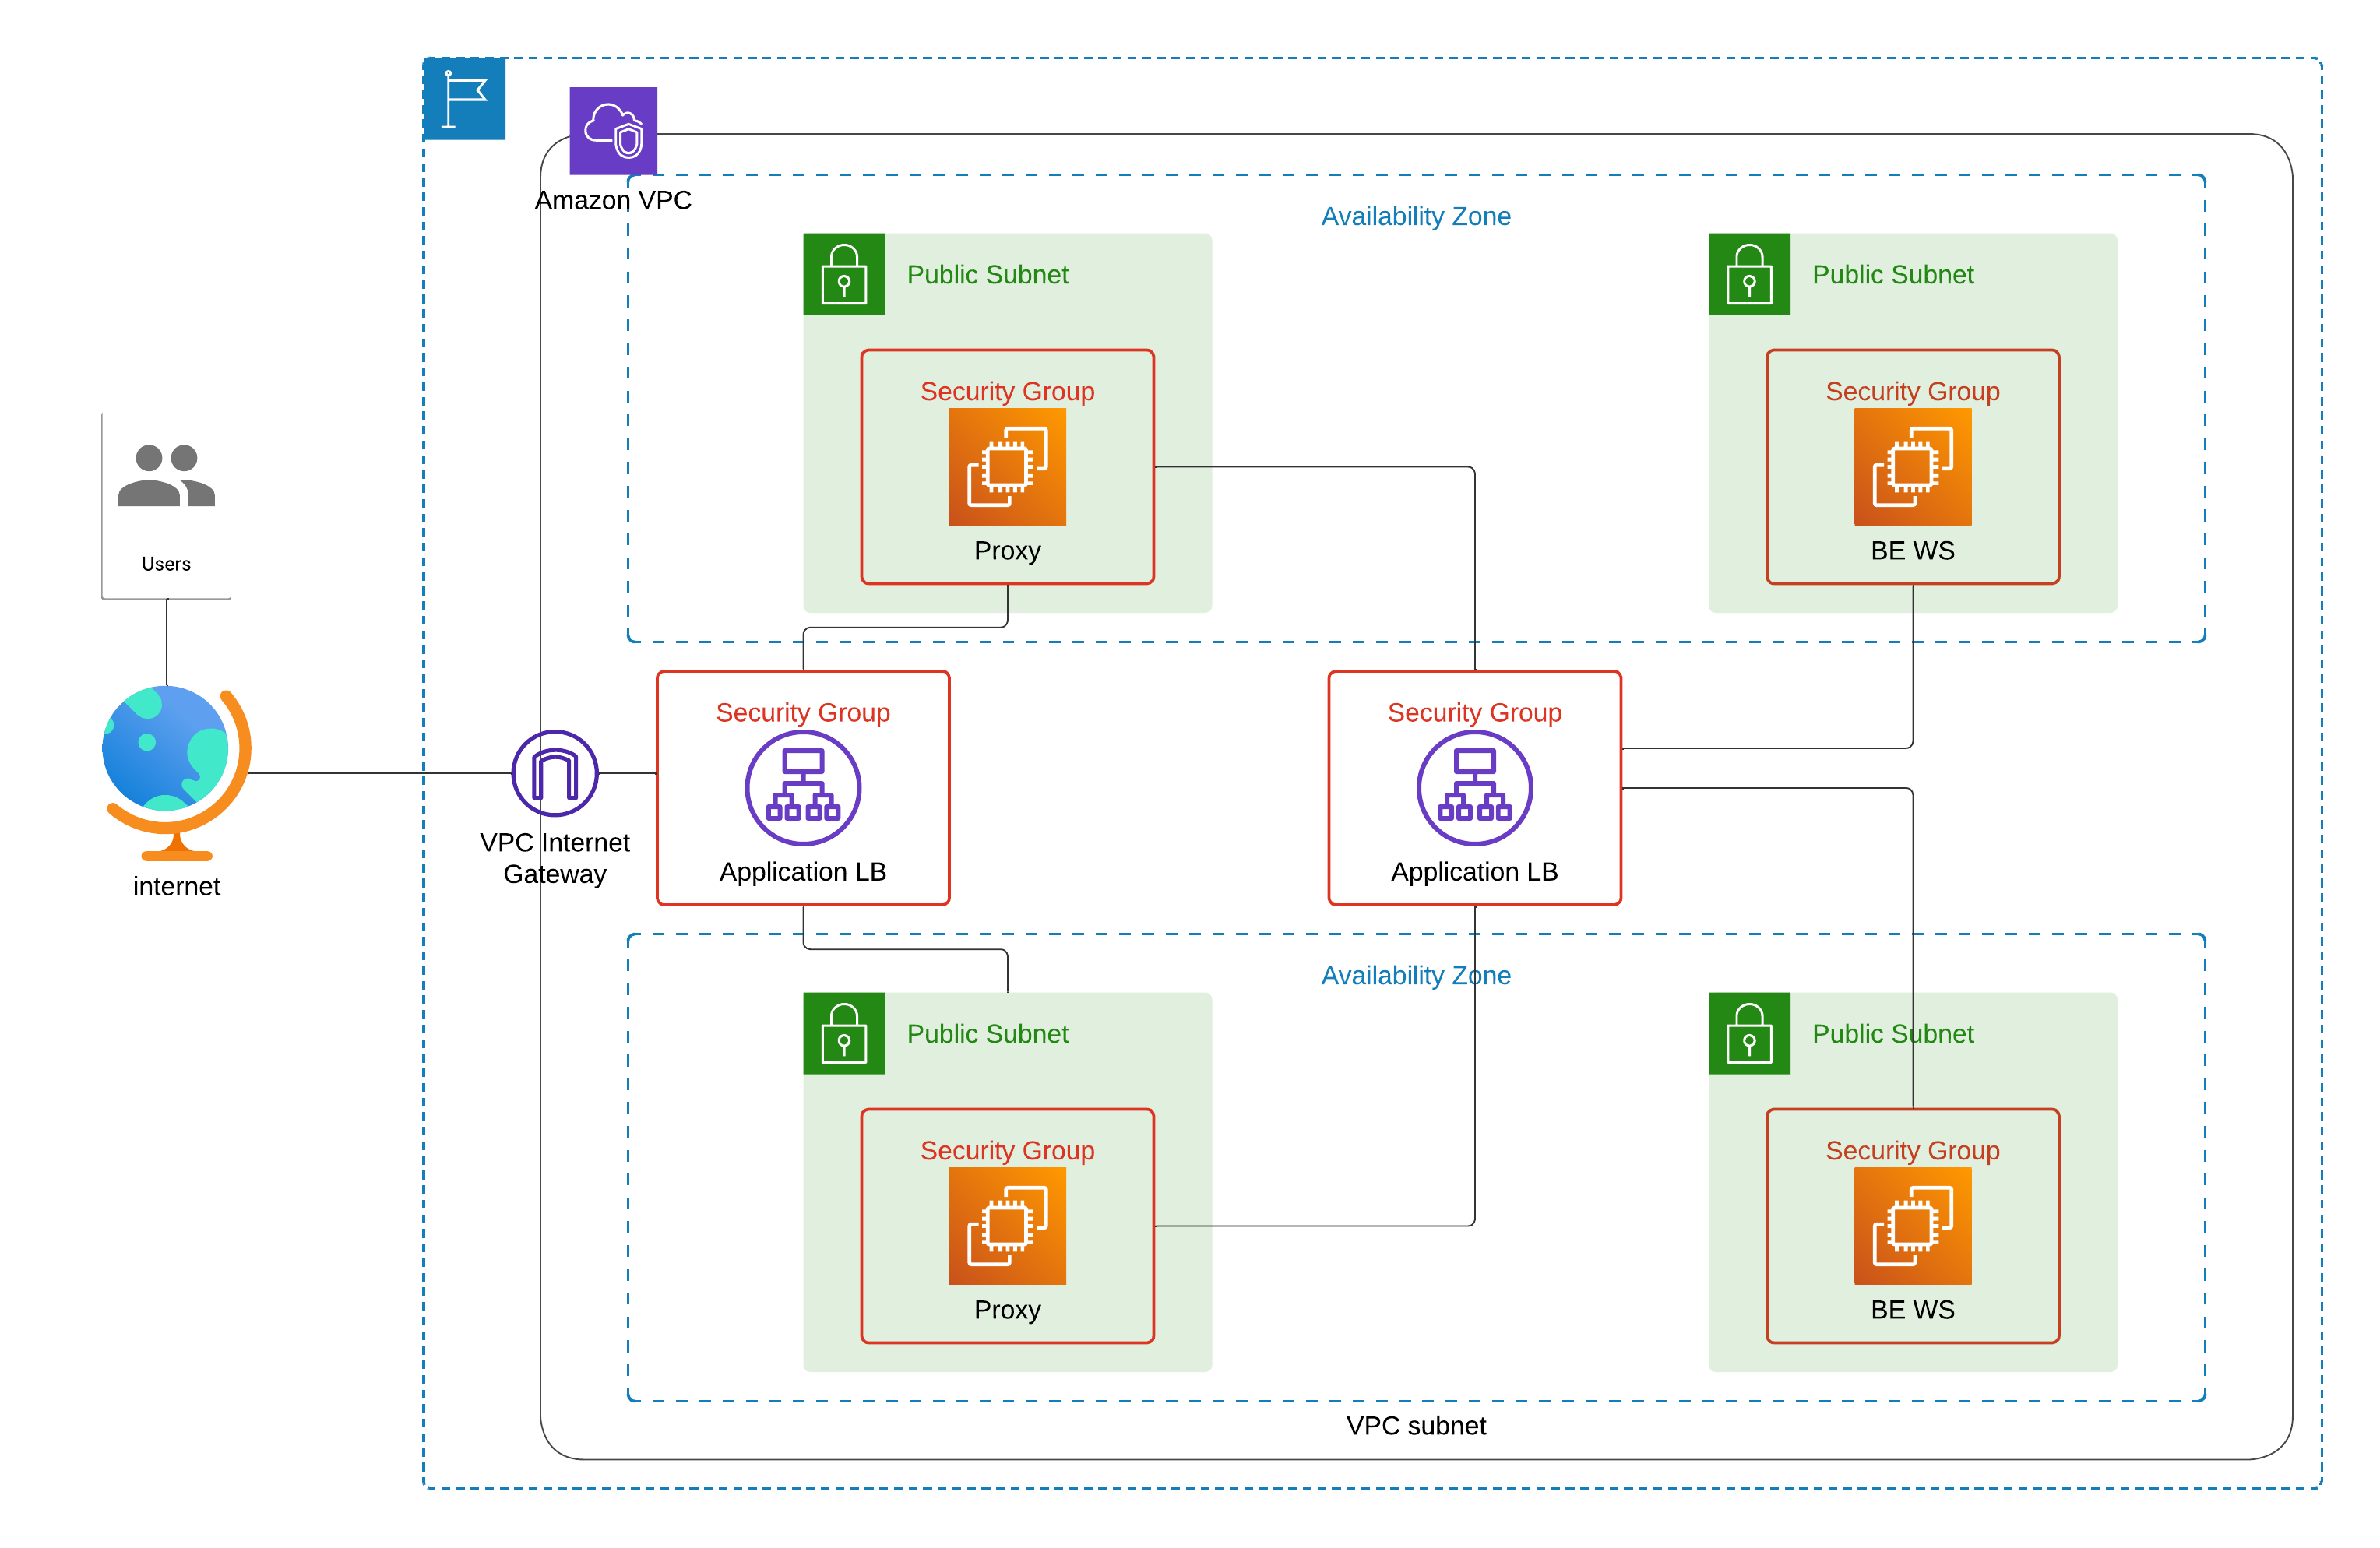 Amazon VPC
Availability Zone
Public Subnet
Public Subnet
Security Group
Security Group
Proxy
BE WS
Users
Security Group
Security Group
VPC Internet
Gateway
Application LB
Application LB
internet
Availability Zone
Public Subnet
Public Subnet
Security Group
Security Group
Proxy
BE WS
VPC subnet